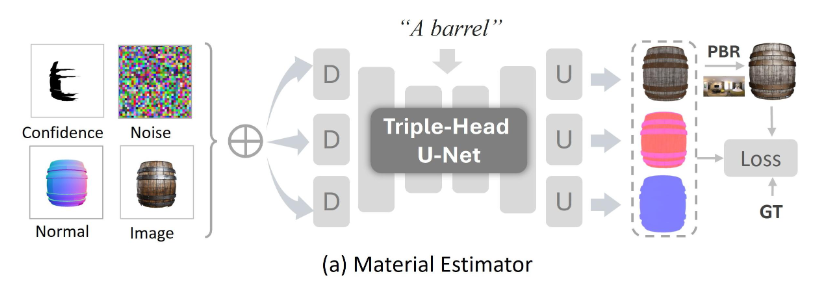 “A barrel”
Confidence
Noise
Normal
Image
D
D
D
Triple-Head
U-Net
U
U
U
PBR
Loss
GT
(a) Material Estimator